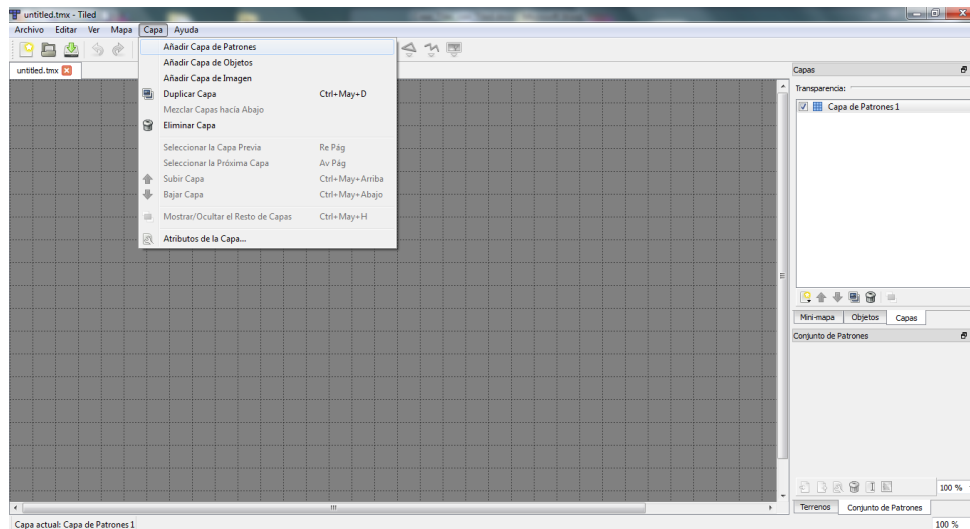 untitled.tmx - Tiled
Archivo Editar Ver Mapa Capa Ayuda
Añadir Capa de Patrones
Añadir Capa de Objetos
Añadir Capa de Imagen
Duplicar Capa Ctrl+May+D
Mezclar Capas hacía Abajo
Eliminar Capa
Seleccionar la Capa Previa Re Pág
Seleccionar la Próxima Capa Av Pág
Subir Capa Ctrl+May+Arriba
Bajar Capa Ctrl+May+Abajo
Mostrar/Ocultar el Resto de Capas Ctrl+May+H
Atributos de la Capa...
untitled.tmx
Capas
Transparencia:
Capa de Patrones 1
Mini-mapa Objetos Capas
Conjunto de Patrones
100 %
Terrenos Conjunto de Patrones
Capa actual: Capa de Patrones 1
100 %